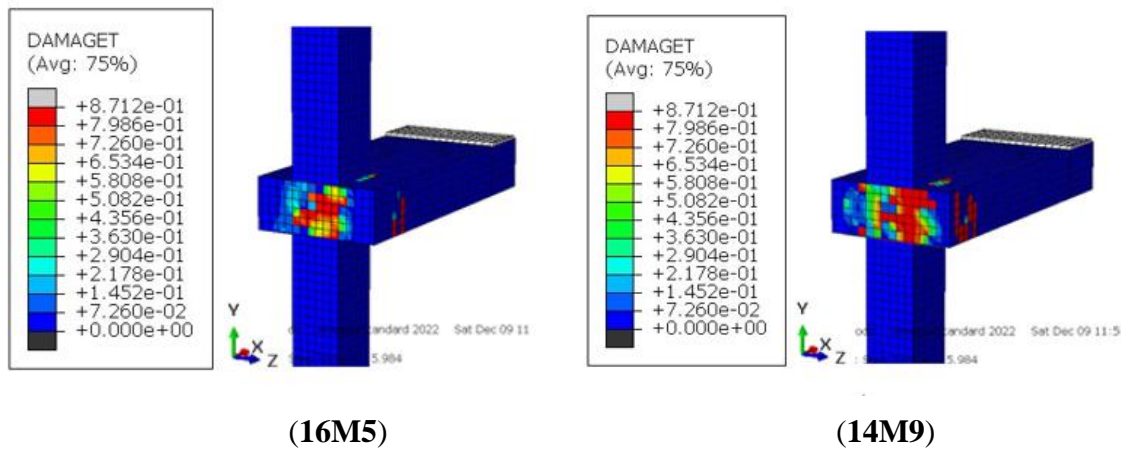 DAMAGET
(Avg: 75%)
+8.712e-01
+7.986e-01
+7.260e-01
+6.534e-01
+5.808e-01
+5.082e-01
+4.356e-01
+3.630e-01
+2.904e-01
+2.178e-01
+1.452e-01
+7.260e-02
+0.000e+00
Y
X
Z
andard 2022 Sat Dec 09 11
5.984
(16M5)
DAMAGET
(Avg: 75%)
+8.712e-01
+7.986e-01
+7.260e-01
+6.534e-01
+5.808e-01
+5.082e-01
+4.356e-01
+3.630e-01
+2.904e-01
+2.178e-01
+1.452e-01
+7.260e-02
+0.000e+00
Y
X
Z
andard 2022 Sat Dec 09 11:5
5.984
(14M9)